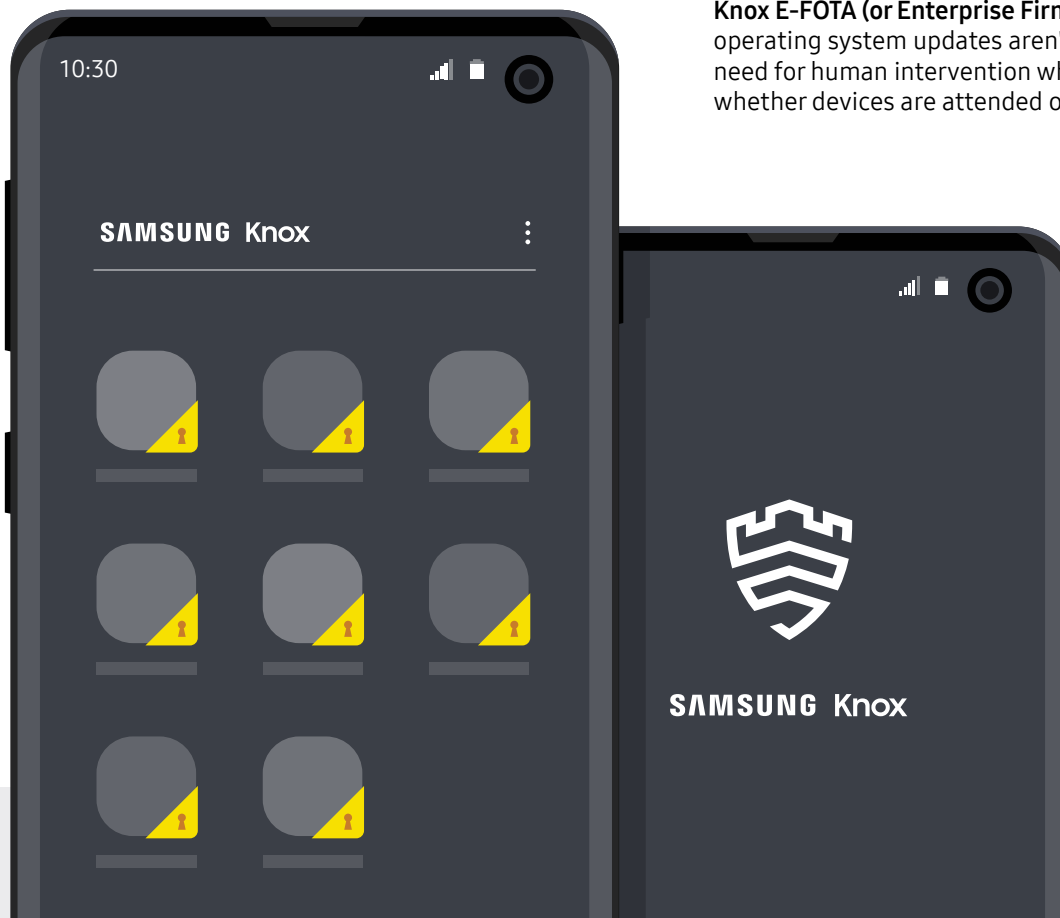 Knox E-FOTA (or Enterprise Firm
operating system updates aren'
need for human intervention wh
whether devices are attended o
10:30
SAMSUNG Knox
SAMSUNG Knox